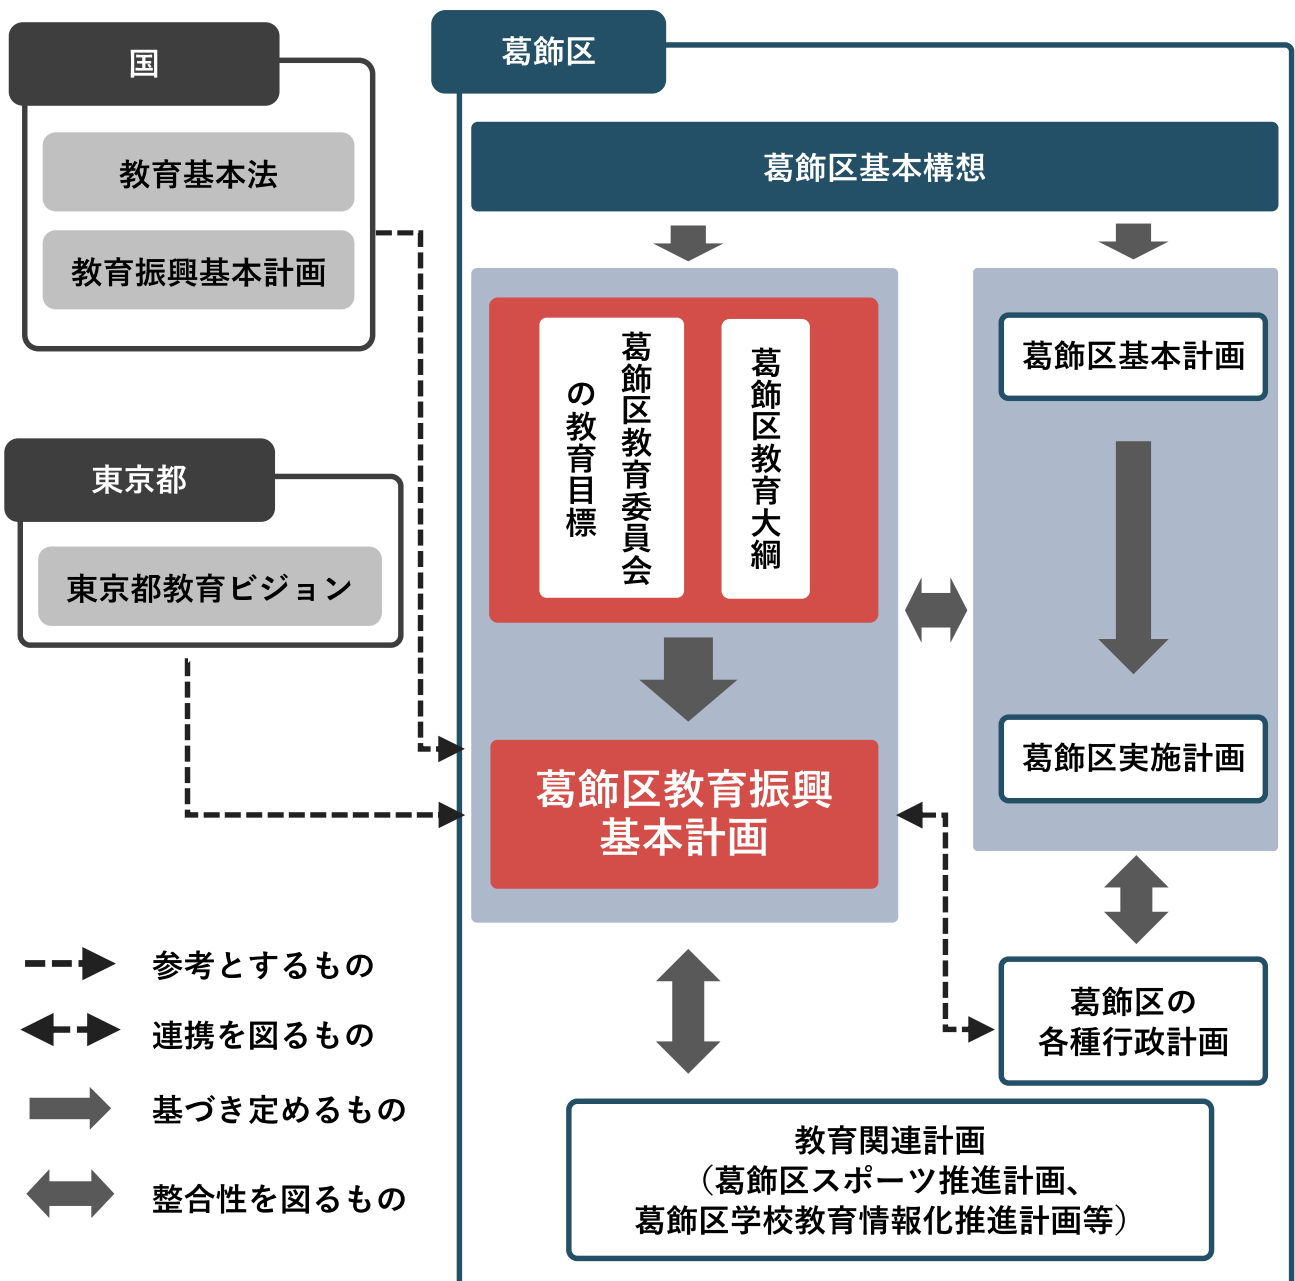 国
教育基本法
教育振興基本計画
東京都
東京都教育ビジョン
葛飾区
葛飾区基本構想
葛飾区教育大綱
葛飾区教育委員会
の教育目標
葛飾区教育振興
基本計画
葛飾区基本計画
葛飾区実施計画
葛飾区の
各種行政計画
教育関連計画
（葛飾区スポーツ推進計画、
葛飾区学校教育情報化推進計画等）
参考とするもの
連携を図るもの
基づき定めるもの
整合性を図るもの